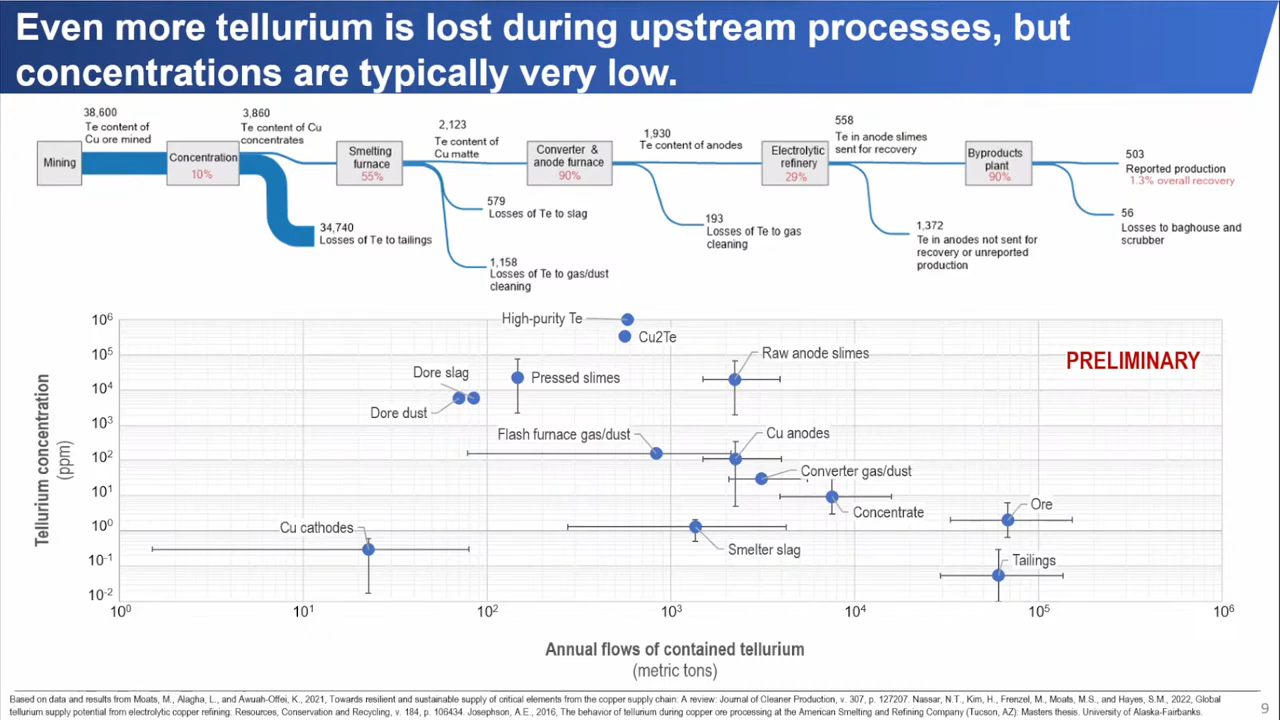 Even more tellurium is lost during upstream processes, but
concentrations are typically very low.
38,600
Te content of
Cu ore mined
3,860
Te content of Cu
concentrates
2,123
Te content of
Cu matte
1,930
Te content of anodes
558
Te in anode slimes
sent for recovery
Mining
Concentration
10%
Smelting
furnace
55%
Converter &
anode furnace
90%
Electrolytic
refinery
29%
Byproducts
plant
90%
503
Reported production
1.3% overall recovery
34,740
Losses of Te to tailings
579
Losses of Te to slag
1,158
Losses of Te to gas/dust
cleaning
193
Losses of Te to gas
cleaning
1,372
Te in anodes not sent for
recovery or unreported
production
56
Losses to baghouse and
scrubber
Tellurium concentration
(ppm)
10⁶
10⁵
10⁴
10³
10²
10¹
10⁰
10⁻¹
10⁻²
High-purity Te
Cu2Te
Raw anode slimes
PRELIMINARY
Dore slag
Pressed slimes
Dore dust
Flash furnace gas/dust
Cu anodes
Converter gas/dust
Concentrate
Ore
Cu cathodes
Smelter slag
Tailings
10⁰ 10¹ 10² 10³ 10⁴ 10⁵ 10⁶
Annual flows of contained tellurium
(metric tons)
Based on data and results from Moats, M., Alagha, L., and Awuah-Offei, K., 2021, Towards resilient and sustainable supply of critical elements from the copper supply chain: A review: Journal of Cleaner Production, v. 307, p. 127207. Nassar, N.T., Kim, H., Frenzel, M., Moats, M.S., and Hayes, S.M., 2022, Global
tellurium supply potential from electrolytic copper refining: Resources, Conservation and Recycling, v. 184, p. 106434. Josephson, A.E., 2016, The behavior of tellurium during copper ore processing at the American Smelting and Refining Company (Tucson, AZ): Masters thesis. University of Alaska-Fairbanks.
9